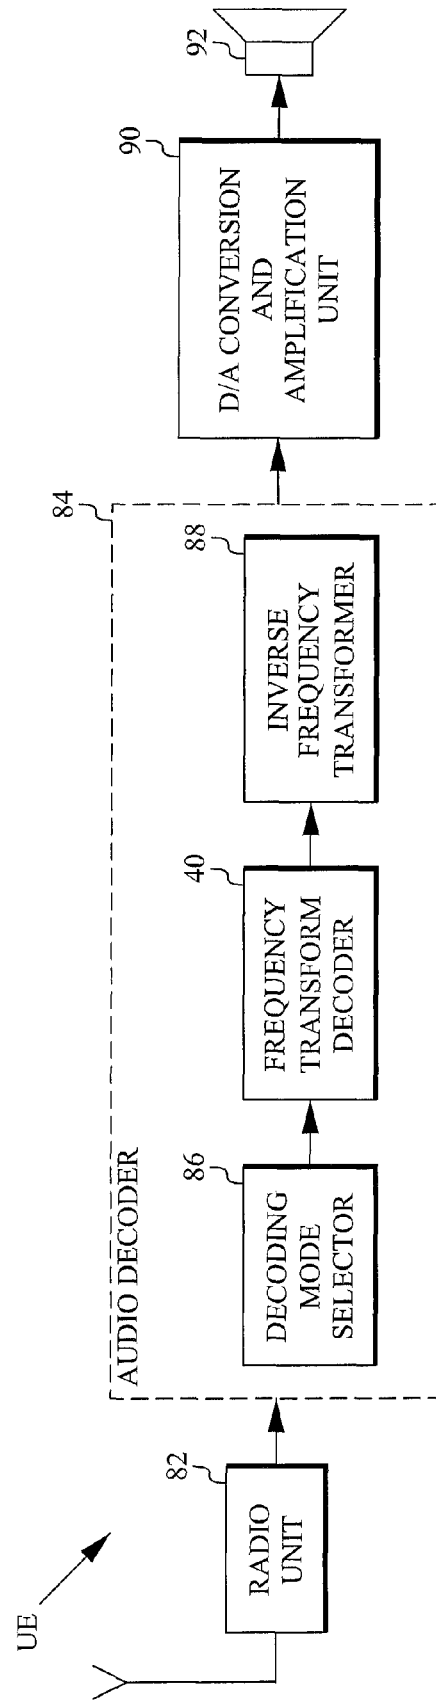 UE
82
RADIO
UNIT
84
AUDIO DECODER
86
DECODING
MODE
SELECTOR
40
FREQUENCY
TRANSFORM
DECODER
88
INVERSE
FREQUENCY
TRANSFORMER
90
D/A CONVERSION
AND
AMPLIFICATION
UNIT
92